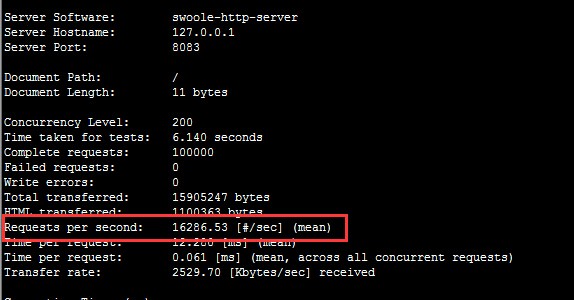 Server Software: swoole-http-server
Server Hostname: 127.0.0.1
Server Port: 8083
Document Path: /
Document Length: 11 bytes
Concurrency Level: 200
Time taken for tests: 6.140 seconds
Complete requests: 100000
Failed requests: 0
Write errors: 0
Total transferred: 15905247 bytes
HTML transferred: 1100363 bytes
Requests per second: 16286.53 [#/sec] (mean)
Time per request: 12.280 [ms] (mean)
Time per request: 0.061 [ms] (mean, across all concurrent requests)
Transfer rate: 2529.70 [Kbytes/sec] received